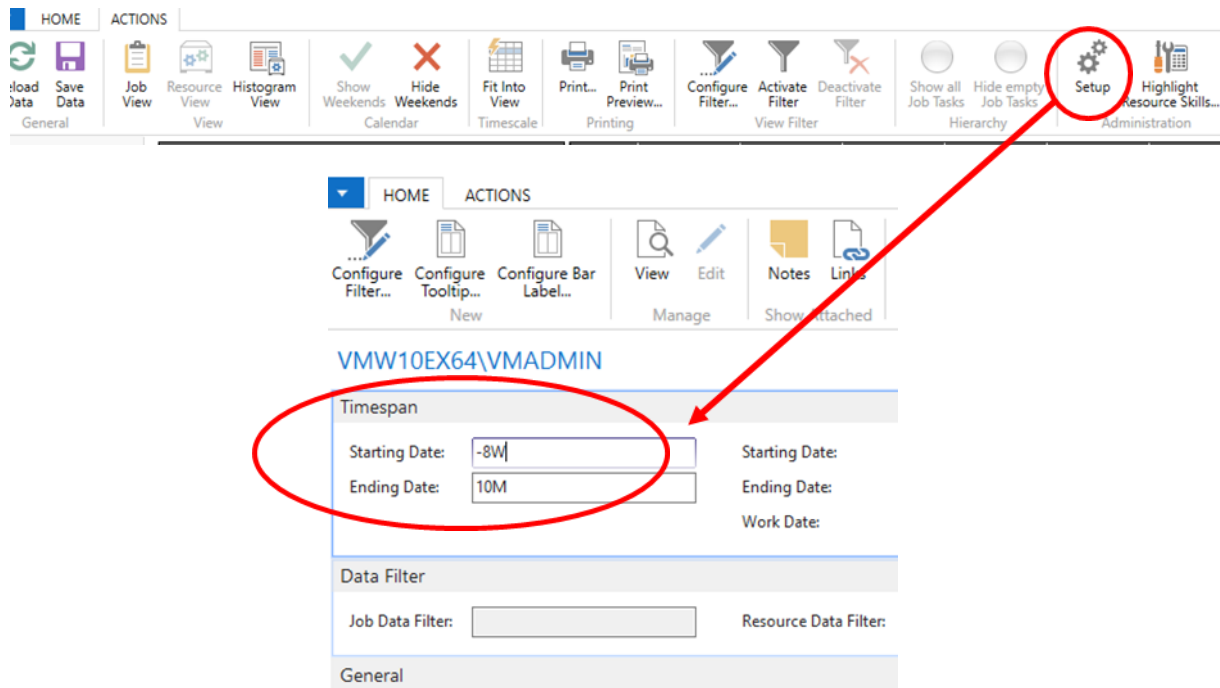 HOME ACTIONS
Job Resource Histogram Show Hide Fit Into Print... Print Configure Activate Deactivate Show all Hide empty Setup Highlight
Data Data View View View Weekends Weekends View Preview... Filter... Filter Filter Job Tasks Job Tasks Resource Skills...
General View Calendar Timescale Printing View Filter Hierarchy Administration
HOME ACTIONS
Configure Configure Configure Bar View Edit Notes Links
Filter... Tooltip... Label...
New Manage Show Attached
VMW10EX64\VMADMIN
Timespan
Starting Date: -8W Starting Date:
Ending Date: 10M Ending Date:
Work Date:
Data Filter
Job Data Filter: Resource Data Filter:
General